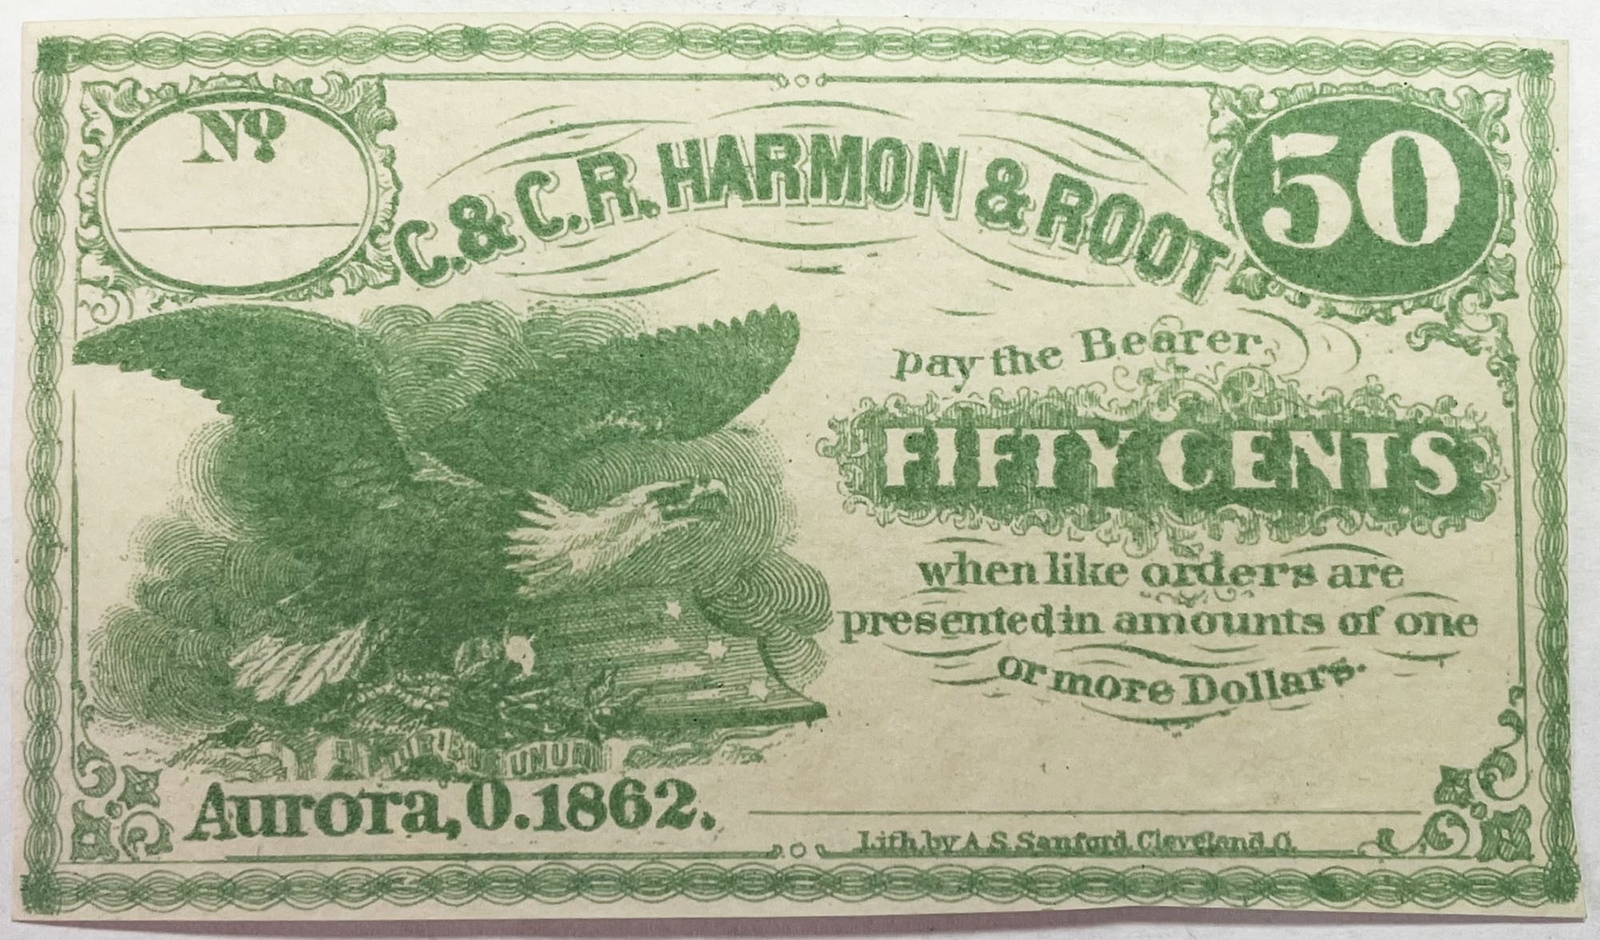 No
C. & C. R. HARMON & ROOT
50
pay the Bearer
FIFTY CENTS
when like orders are
presented in amounts of one
or more Dollars.
UNUM
Aurora, O. 1862.
Lith. by A. S. Sanford, Cleveland, O.